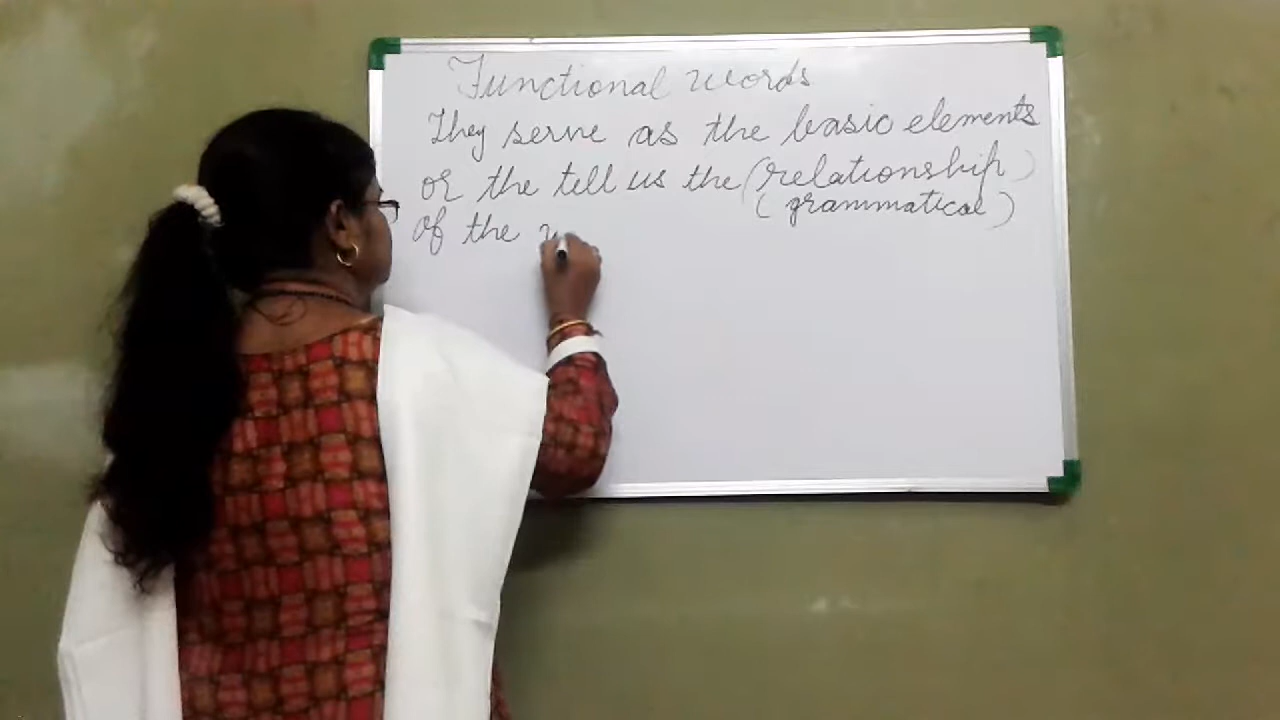 Functional words
They serve as the basic elements
or the tell us the (relationship)
(grammatical)
of the